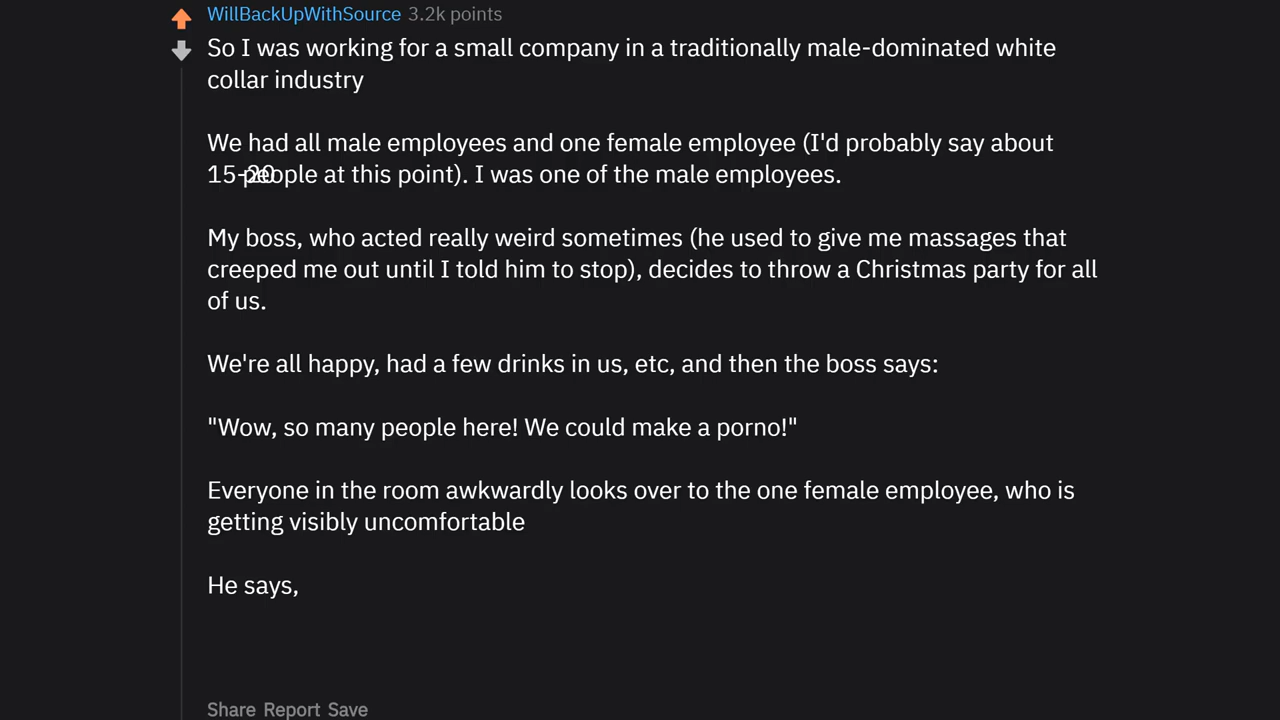 WillBackUpWithSource 3.2k points
So I was working for a small company in a traditionally male-dominated white
collar industry
We had all male employees and one female employee (I'd probably say about
15-20 people at this point). I was one of the male employees.
My boss, who acted really weird sometimes (he used to give me massages that
creeped me out until I told him to stop), decides to throw a Christmas party for all
of us.
We're all happy, had a few drinks in us, etc, and then the boss says:
"Wow, so many people here! We could make a porno!"
Everyone in the room awkwardly looks over to the one female employee, who is
getting visibly uncomfortable
He says,
Share Report Save